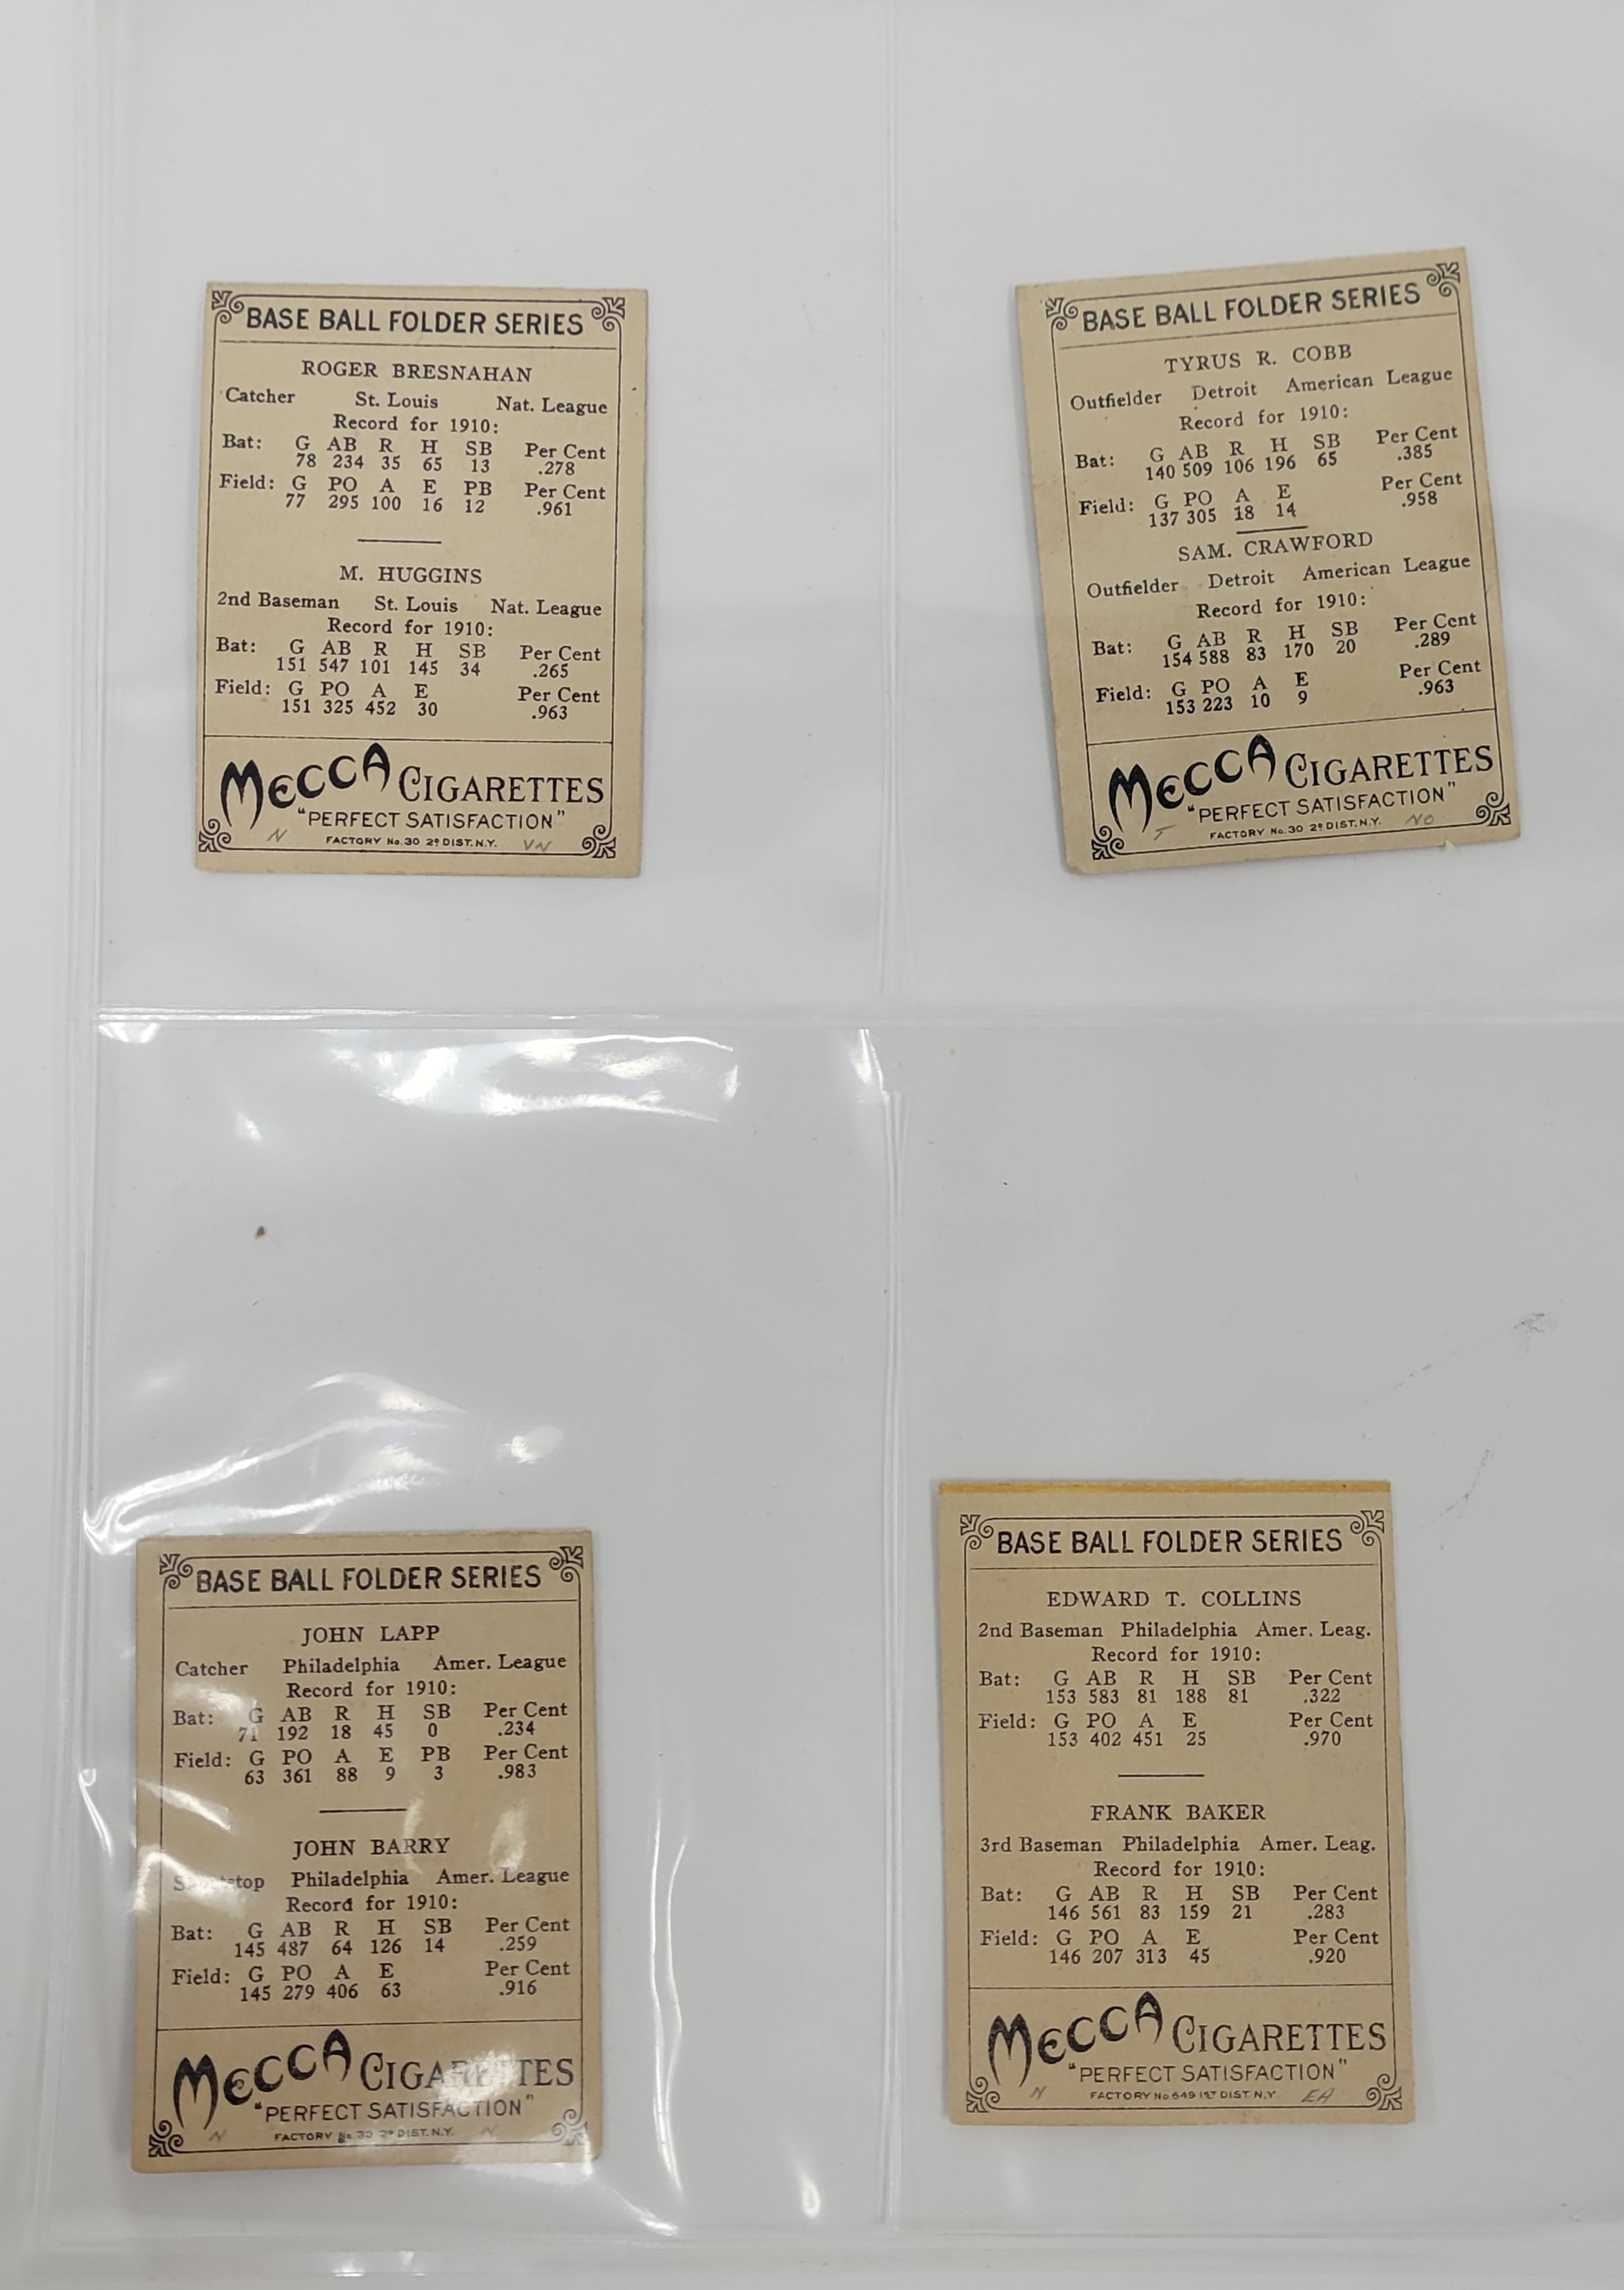 BASE BALL FOLDER SERIES
ROGER BRESNAHAN
Catcher St. Louis Nat. League
Record for 1910:
Bat: G AB R H SB Per Cent
78 234 35 65 13 .278
Field: G PO A E PB Per Cent
77 295 100 16 12 .961
M. HUGGINS
2nd Baseman St. Louis Nat. League
Record for 1910:
Bat: G AB R H SB Per Cent
151 547 101 145 34 .265
Field: G PO A E Per Cent
151 325 452 30 .963
MECCA CIGARETTES
"PERFECT SATISFACTION"
FACTORY No. 30 2D DIST. N.Y.
N VN
BASE BALL FOLDER SERIES
TYRUS R. COBB
Outfielder Detroit American League
Record for 1910:
Bat: G AB R H SB Per Cent
140 509 106 196 65 .385
Field: G PO A E Per Cent
137 305 18 14 .958
SAM. CRAWFORD
Outfielder Detroit American League
Record for 1910:
Bat: G AB R H SB Per Cent
154 588 83 170 20 .289
Field: G PO A E Per Cent
153 223 10 9 .963
MECCA CIGARETTES
"PERFECT SATISFACTION"
FACTORY No. 30 2D DIST. N.Y.
T NO
BASE BALL FOLDER SERIES
JOHN LAPP
Catcher Philadelphia Amer. League
Record for 1910:
Bat: G AB R H SB Per Cent
71 192 18 45 0 .234
Field: G PO A E PB Per Cent
63 361 88 9 3 .983
JOHN BARRY
Philadelphia Amer. League
Record for 1910:
Bat: G AB R H SB Per Cent
145 487 64 126 14 .259
Field: G PO A E Per Cent
145 279 406 63 .916
MECCA CIGARETTES
"PERFECT SATISFACTION"
FACTORY No. 30 2D DIST. N.Y.
N N
BASE BALL FOLDER SERIES
EDWARD T. COLLINS
2nd Baseman Philadelphia Amer. Leag.
Record for 1910:
Bat: G AB R H SB Per Cent
153 583 81 188 81 .322
Field: G PO A E Per Cent
153 402 451 25 .970
FRANK BAKER
3rd Baseman Philadelphia Amer. Leag.
Record for 1910:
Bat: G AB R H SB Per Cent
146 561 83 159 21 .283
Field: G PO A E Per Cent
146 207 313 45 .920
MECCA CIGARETTES
"PERFECT SATISFACTION"
FACTORY No 649 1ST DIST. N.Y.
N EA